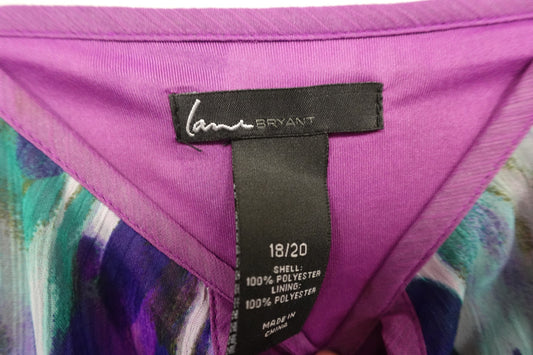 Lane BRYANT
18/20
SHELL:
100% POLYESTER
LINING:
100% POLYESTER
MADE IN
CHINA